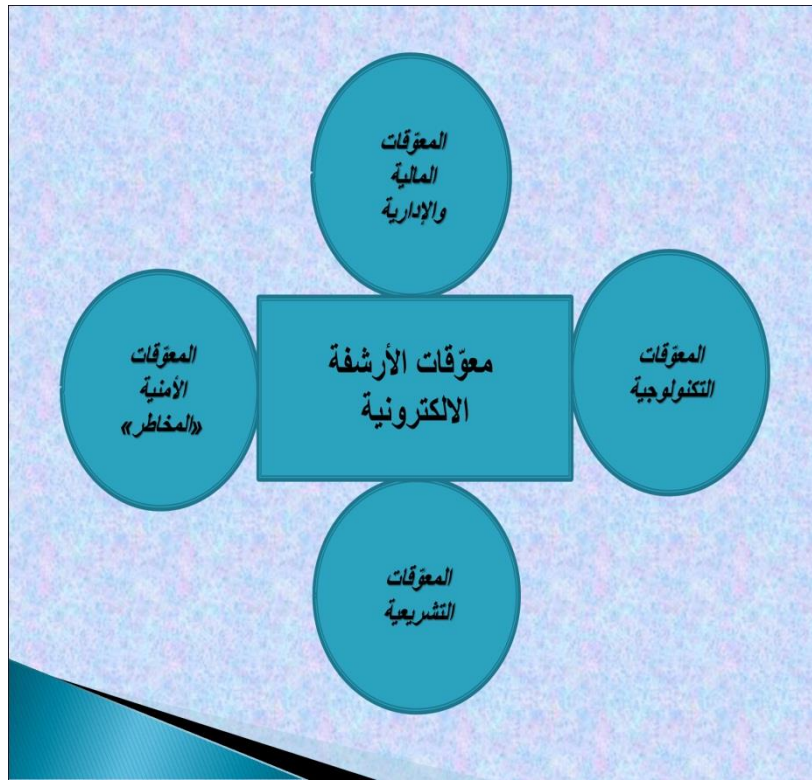 المعوّقات
المالية
والإدارية
معوّقات الأرشفة
الالكترونية
المعوّقات
التكنولوجية
المعوّقات
الأمنية
«المخاطر»
المعوّقات
التشريعية